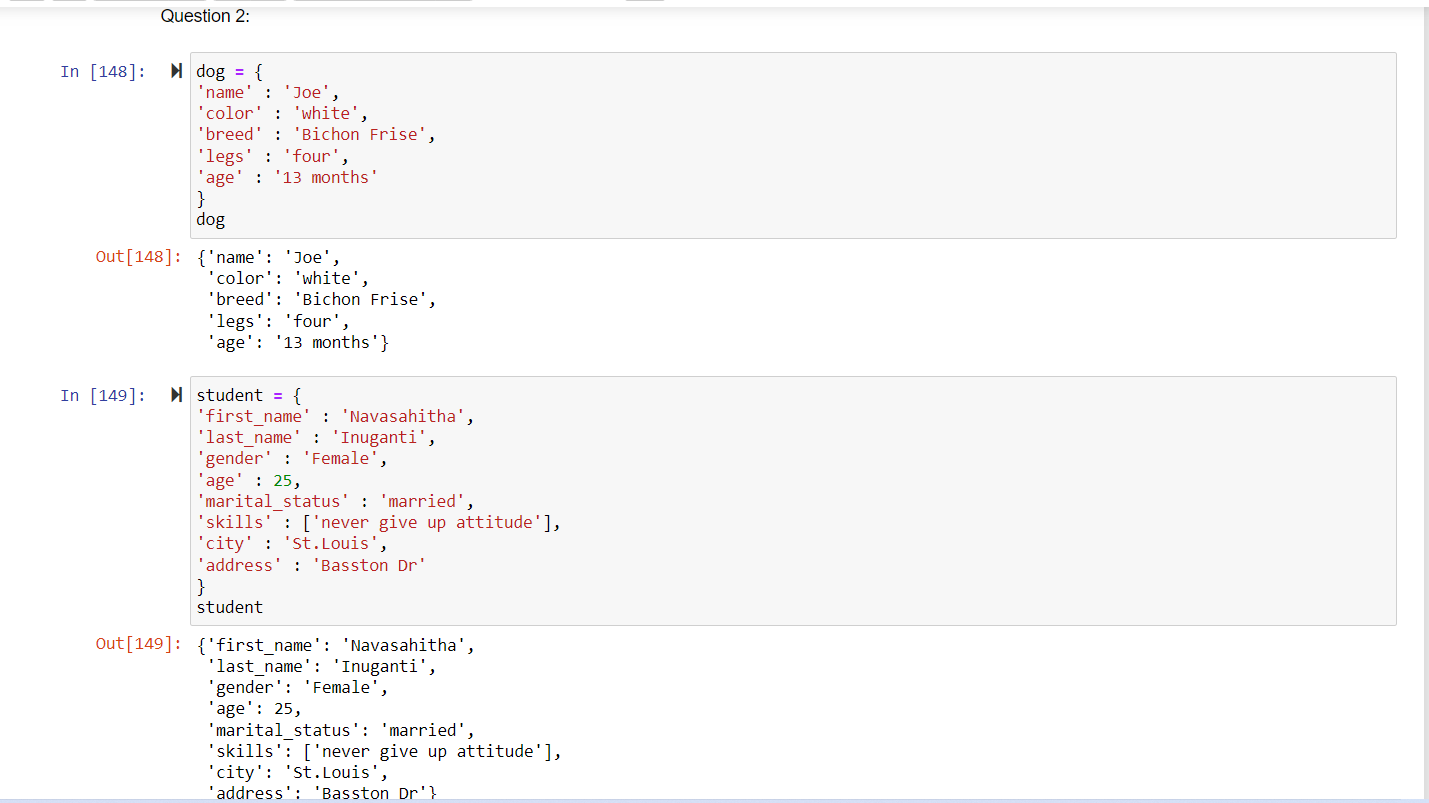 Question 2:
In [148]: dog = {
'name' : 'Joe',
'color' : 'white',
'breed' : 'Bichon Frise',
'legs' : 'four',
'age' : '13 months'
}
dog
Out[148]: {'name': 'Joe',
'color': 'white',
'breed': 'Bichon Frise',
'legs': 'four',
'age': '13 months'}
In [149]: student = {
'first_name' : 'Navasahitha',
'last_name' : 'Inuganti',
'gender' : 'Female',
'age' : 25,
'marital_status' : 'married',
'skills' : ['never give up attitude'],
'city' : 'St.Louis',
'address' : 'Basston Dr'
}
student
Out[149]: {'first_name': 'Navasahitha',
'last_name': 'Inuganti',
'gender': 'Female',
'age': 25,
'marital_status': 'married',
'skills': ['never give up attitude'],
'city': 'St.Louis',
'address': 'Basston Dr'}